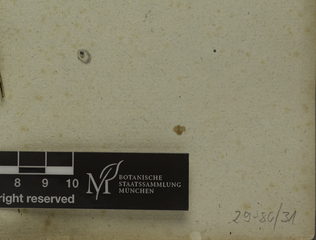 8 9 10
right reserved
M
BOTANISCHE
STAATSSAMMLUNG
MÜNCHEN
29-86/31